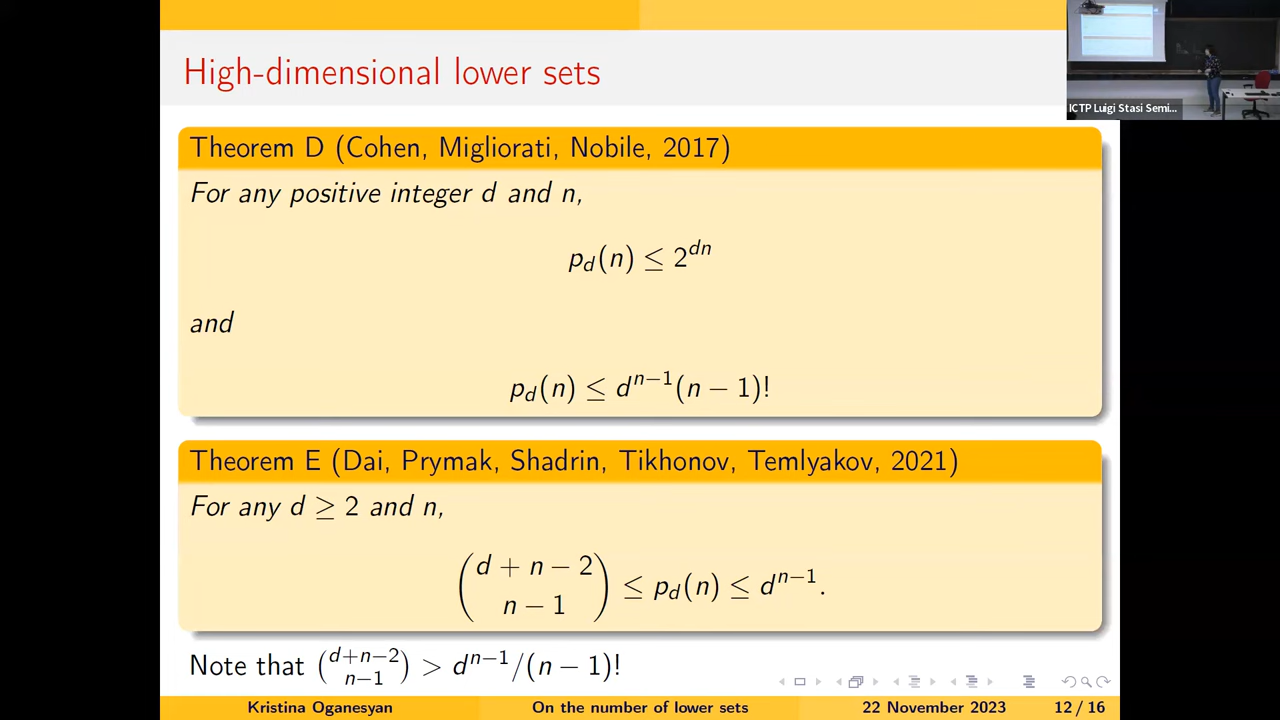 High-dimensional lower sets
ICTP Luigi Stasi Semi...
Theorem D (Cohen, Migliorati, Nobile, 2017)
For any positive integer d and n,
p_d(n) ≤ 2^{dn}
and
p_d(n) ≤ d^{n−1}(n − 1)!
Theorem E (Dai, Prymak, Shadrin, Tikhonov, Temlyakov, 2021)
For any d ≥ 2 and n,
\binom{d + n − 2}{n − 1} ≤ p_d(n) ≤ d^{n−1}.
Note that \binom{d+n−2}{n−1} > d^{n−1}/(n − 1)!
Kristina Oganesyan On the number of lower sets 22 November 2023 12 / 16